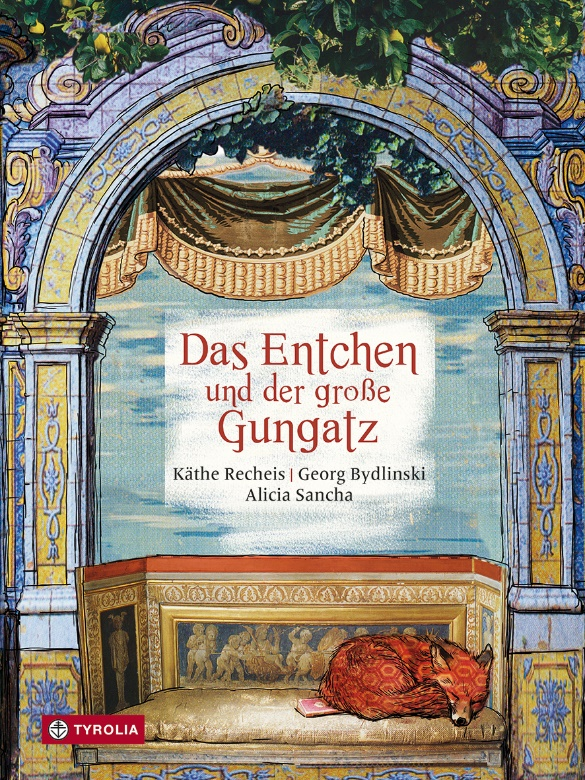 Das Entchen
und der große
Gungatz
Käthe Recheis | Georg Bydlinski
Alicia Sancha
TYROLIA